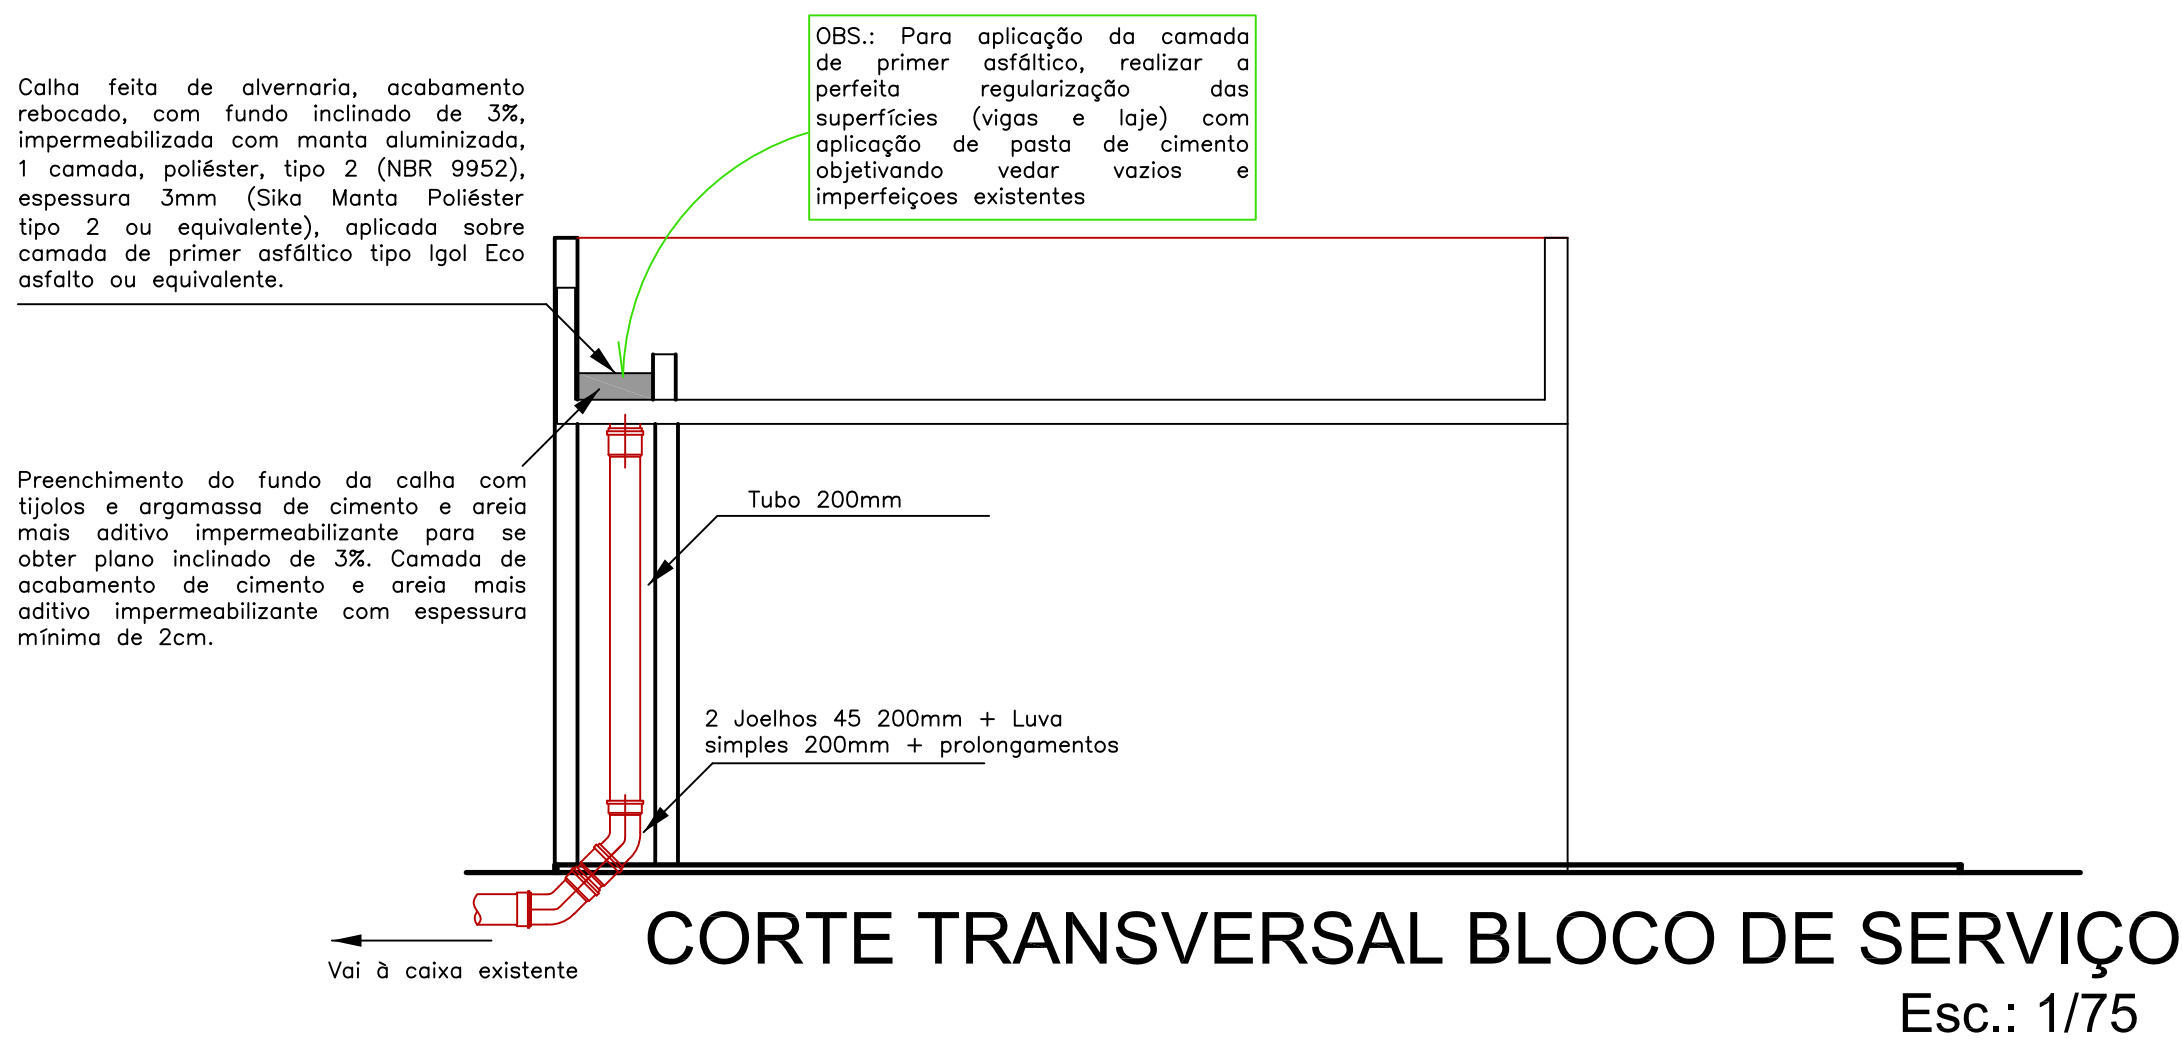 OBS.: Para aplicação da camada
de primer asfáltico, realizar a
perfeita regularização das
superfícies (vigas e laje) com
aplicação de pasta de cimento
objetivando vedar vazios e
imperfeiçoes existentes
Calha feita de alvernaria, acabamento
rebocado, com fundo inclinado de 3%,
impermeabilizada com manta aluminizada,
1 camada, poliéster, tipo 2 (NBR 9952),
espessura 3mm (Sika Manta Poliéster
tipo 2 ou equivalente), aplicada sobre
camada de primer asfáltico tipo Igol Eco
asfalto ou equivalente.
Preenchimento do fundo da calha com
tijolos e argamassa de cimento e areia
mais aditivo impermeabilizante para se
obter plano inclinado de 3%. Camada de
acabamento de cimento e areia mais
aditivo impermeabilizante com espessura
mínima de 2cm.
Tubo 200mm
2 Joelhos 45 200mm + Luva
simples 200mm + prolongamentos
Vai à caixa existente
CORTE TRANSVERSAL BLOCO DE SERVIÇO
Esc.: 1/75